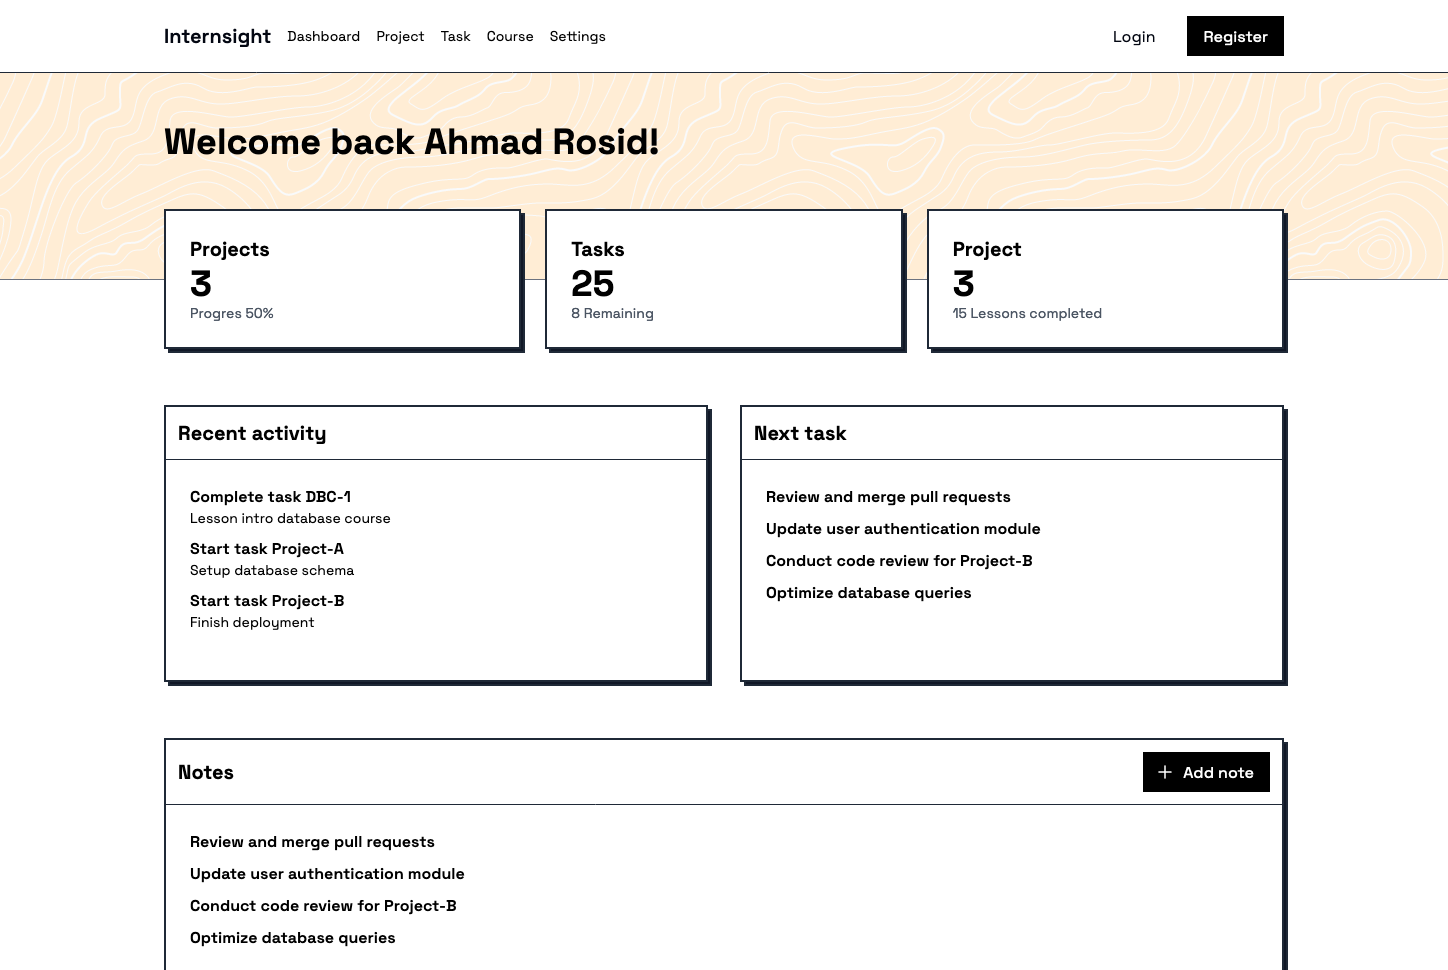 Internsight Dashboard Project Task Course Settings Login Register
Welcome back Ahmad Rosid!
Projects
3
Progres 50%
Tasks
25
8 Remaining
Project
3
15 Lessons completed
Recent activity
Complete task DBC-1
Lesson intro database course
Start task Project-A
Setup database schema
Start task Project-B
Finish deployment
Next task
Review and merge pull requests
Update user authentication module
Conduct code review for Project-B
Optimize database queries
Notes
Add note
Review and merge pull requests
Update user authentication module
Conduct code review for Project-B
Optimize database queries